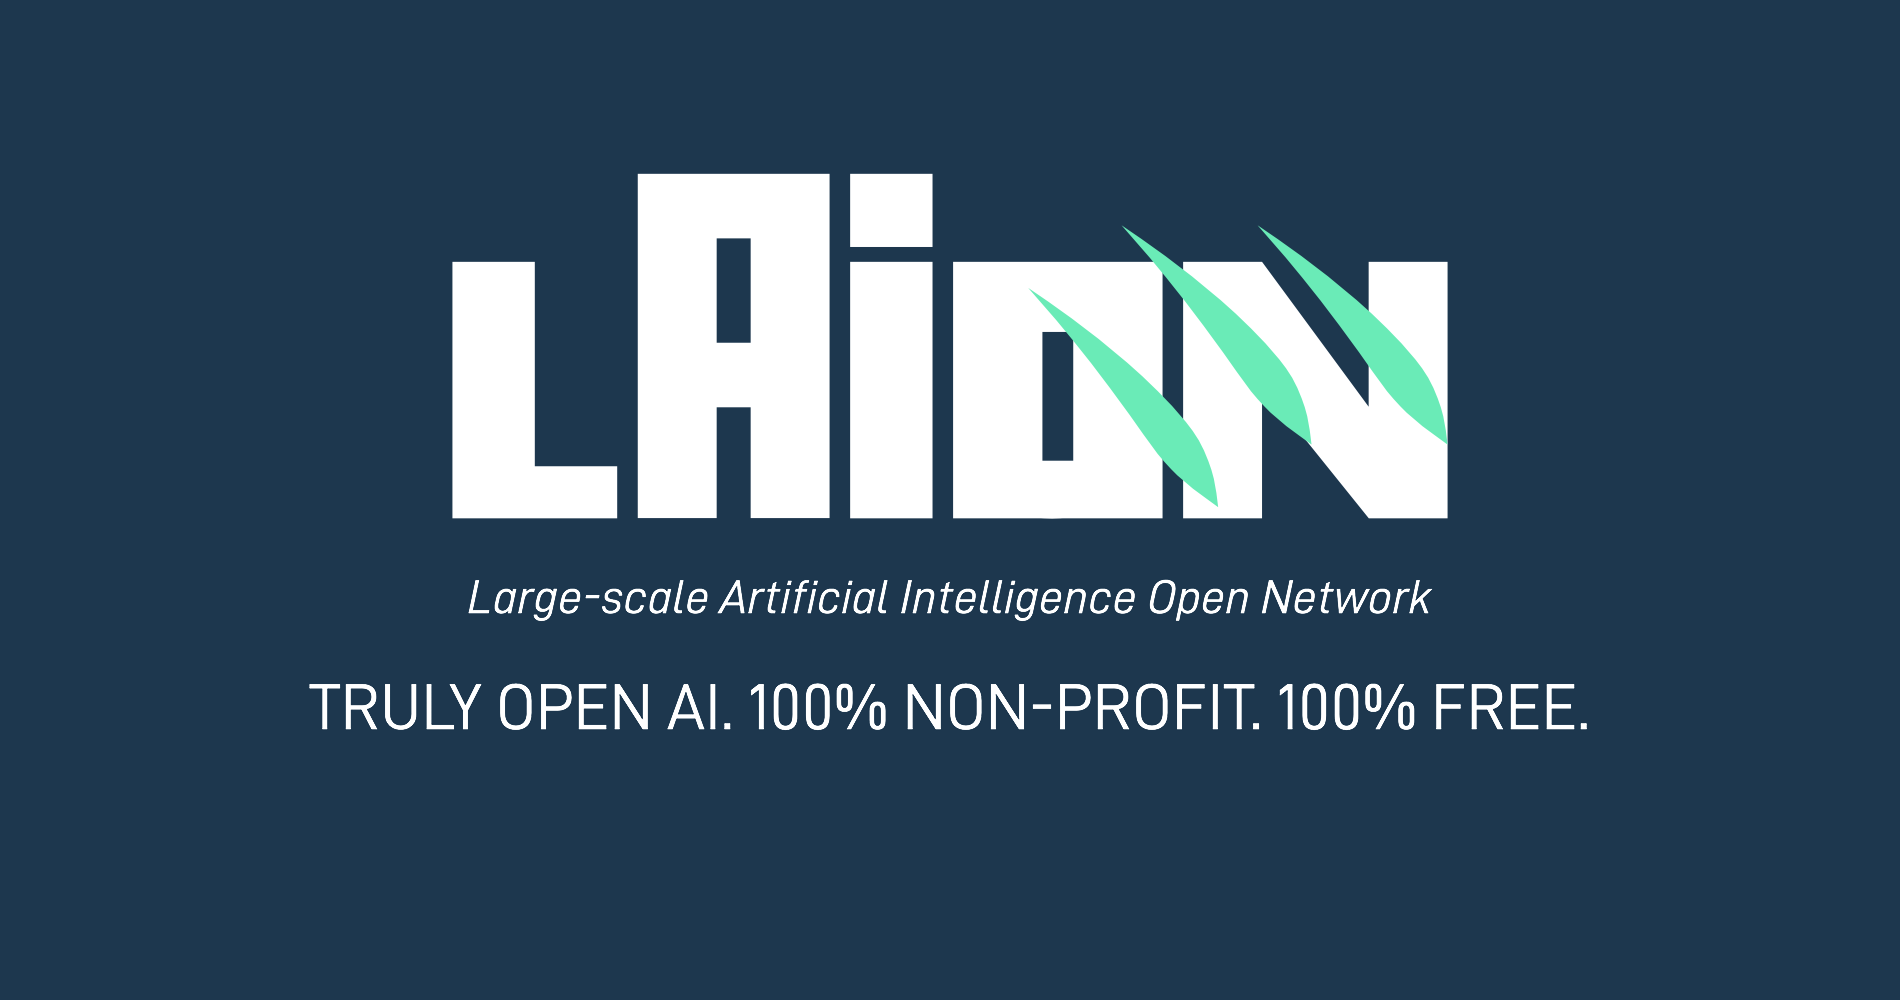 LAiON
Large-scale Artificial Intelligence Open Network
TRULY OPEN AI. 100% NON-PROFIT. 100% FREE.